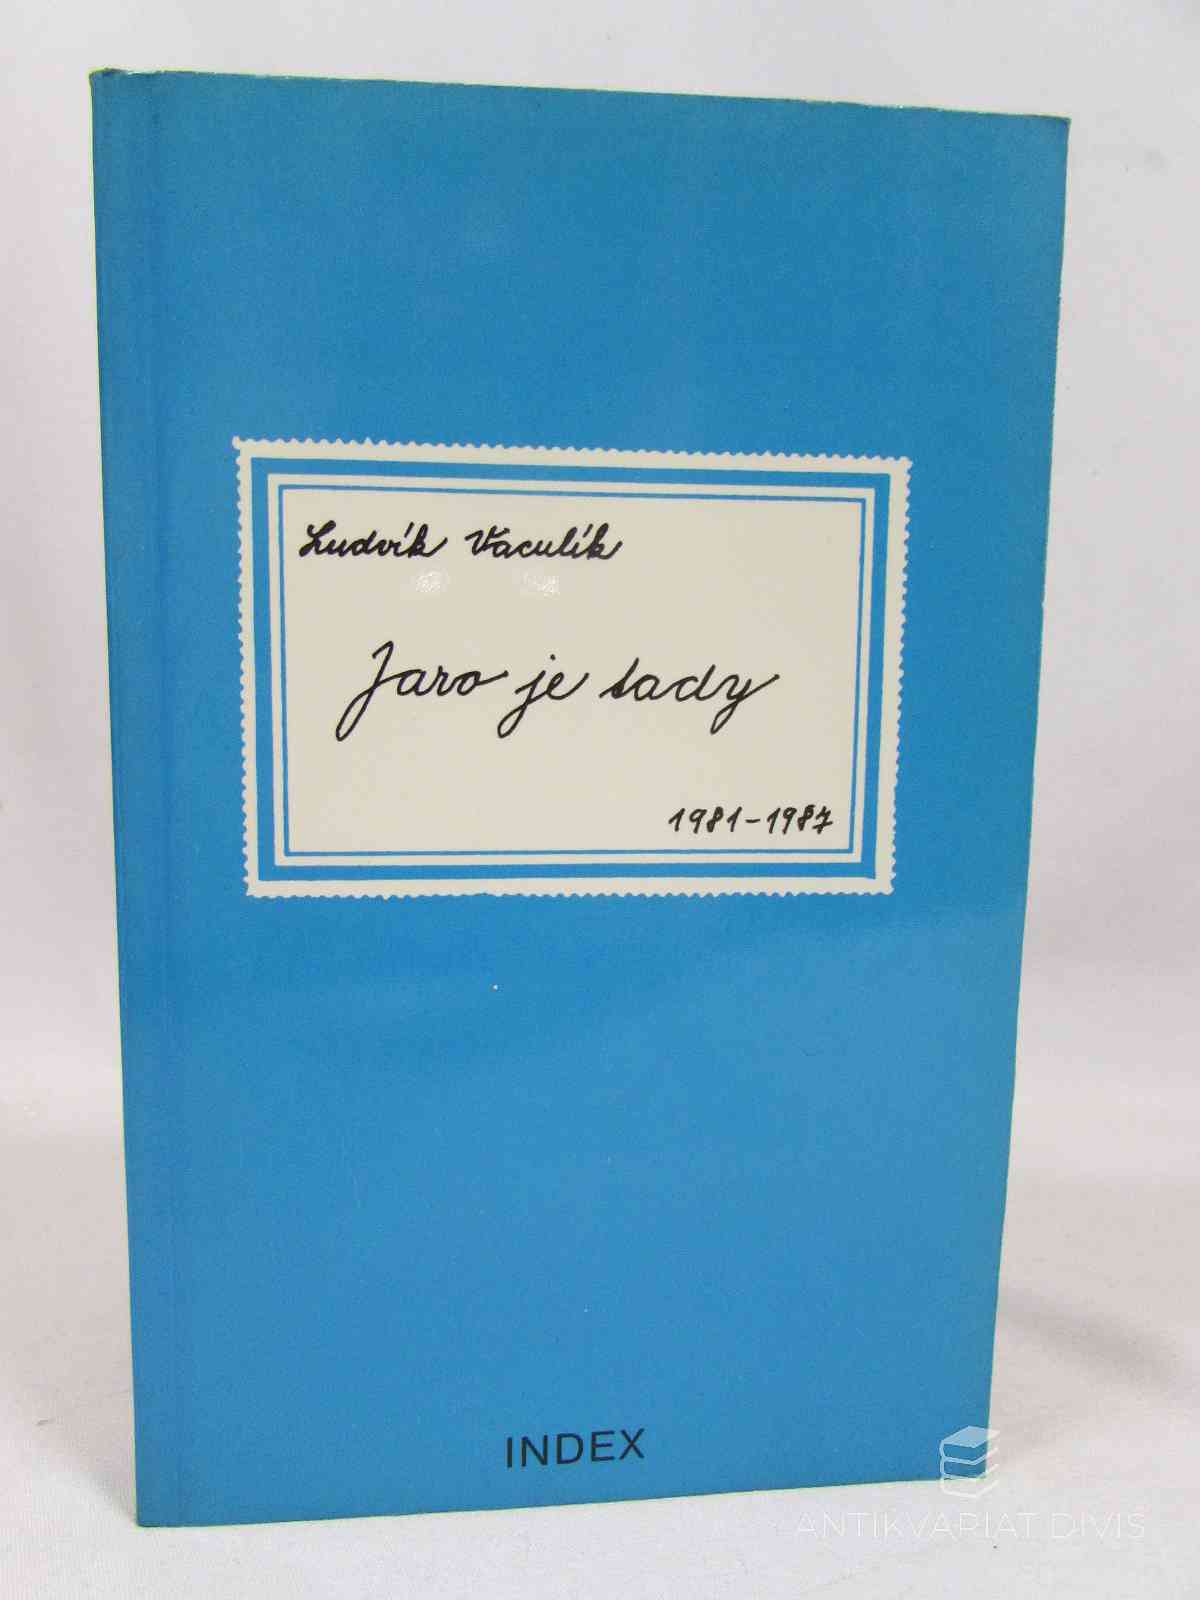 Ludvík Vaculík
Jaro je tady
1981-1987
INDEX
ANTIKVARIAT DIVIS